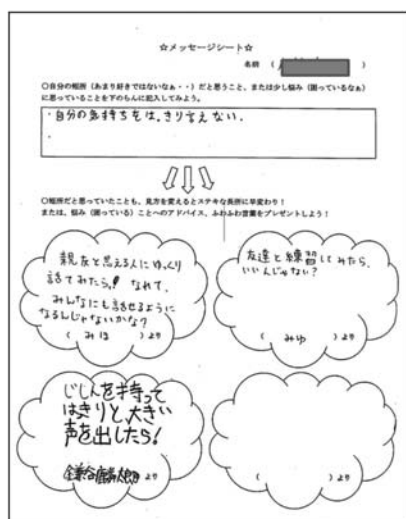 ☆メッセージシート☆
名前 (
○自分の短所(あまり好きではないなぁ・・)だと思うこと、または少し悩み(困っているなぁ)
に思っていることを下のらんに記入してみよう。
・自分の気持ちをはっきり言えない.
・
○短所だと思っていたことも、見方を変えるとステキな長所に早変わり!
または、悩み(困っている)ことへのアドバイス、ふわふわ言葉をプレゼントしよう!
親友と思える人にゆっくり
話てみたら!なれて、
みんなにも話せるように
なるんじゃないかな?
( みほ )より
友達と練習してみたら、
いいんじゃない?
( みゆ )より
じしんを持って
はきりと、大きい
声を出したら!
より
( )より